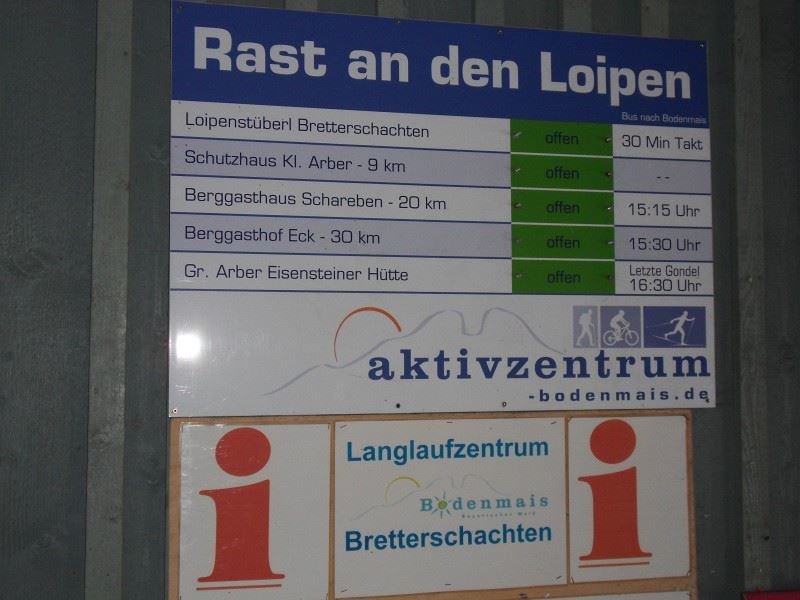 Rast an den Loipen
Bus nach Bodenmais
Loipenstüberl Bretterschachten offen 30 Min Takt
Schutzhaus Kl. Arber - 9 km offen --
Berggasthaus Schareben - 20 km offen 15:15 Uhr
Berggasthof Eck - 30 km offen 15:30 Uhr
Gr. Arber Eisensteiner Hütte offen Letzte Gondel
16:30 Uhr
aktivzentrum
-bodenmais.de
Langlaufzentrum
Bodenmais
Bayerischer Wald
Bretterschachten
i
i